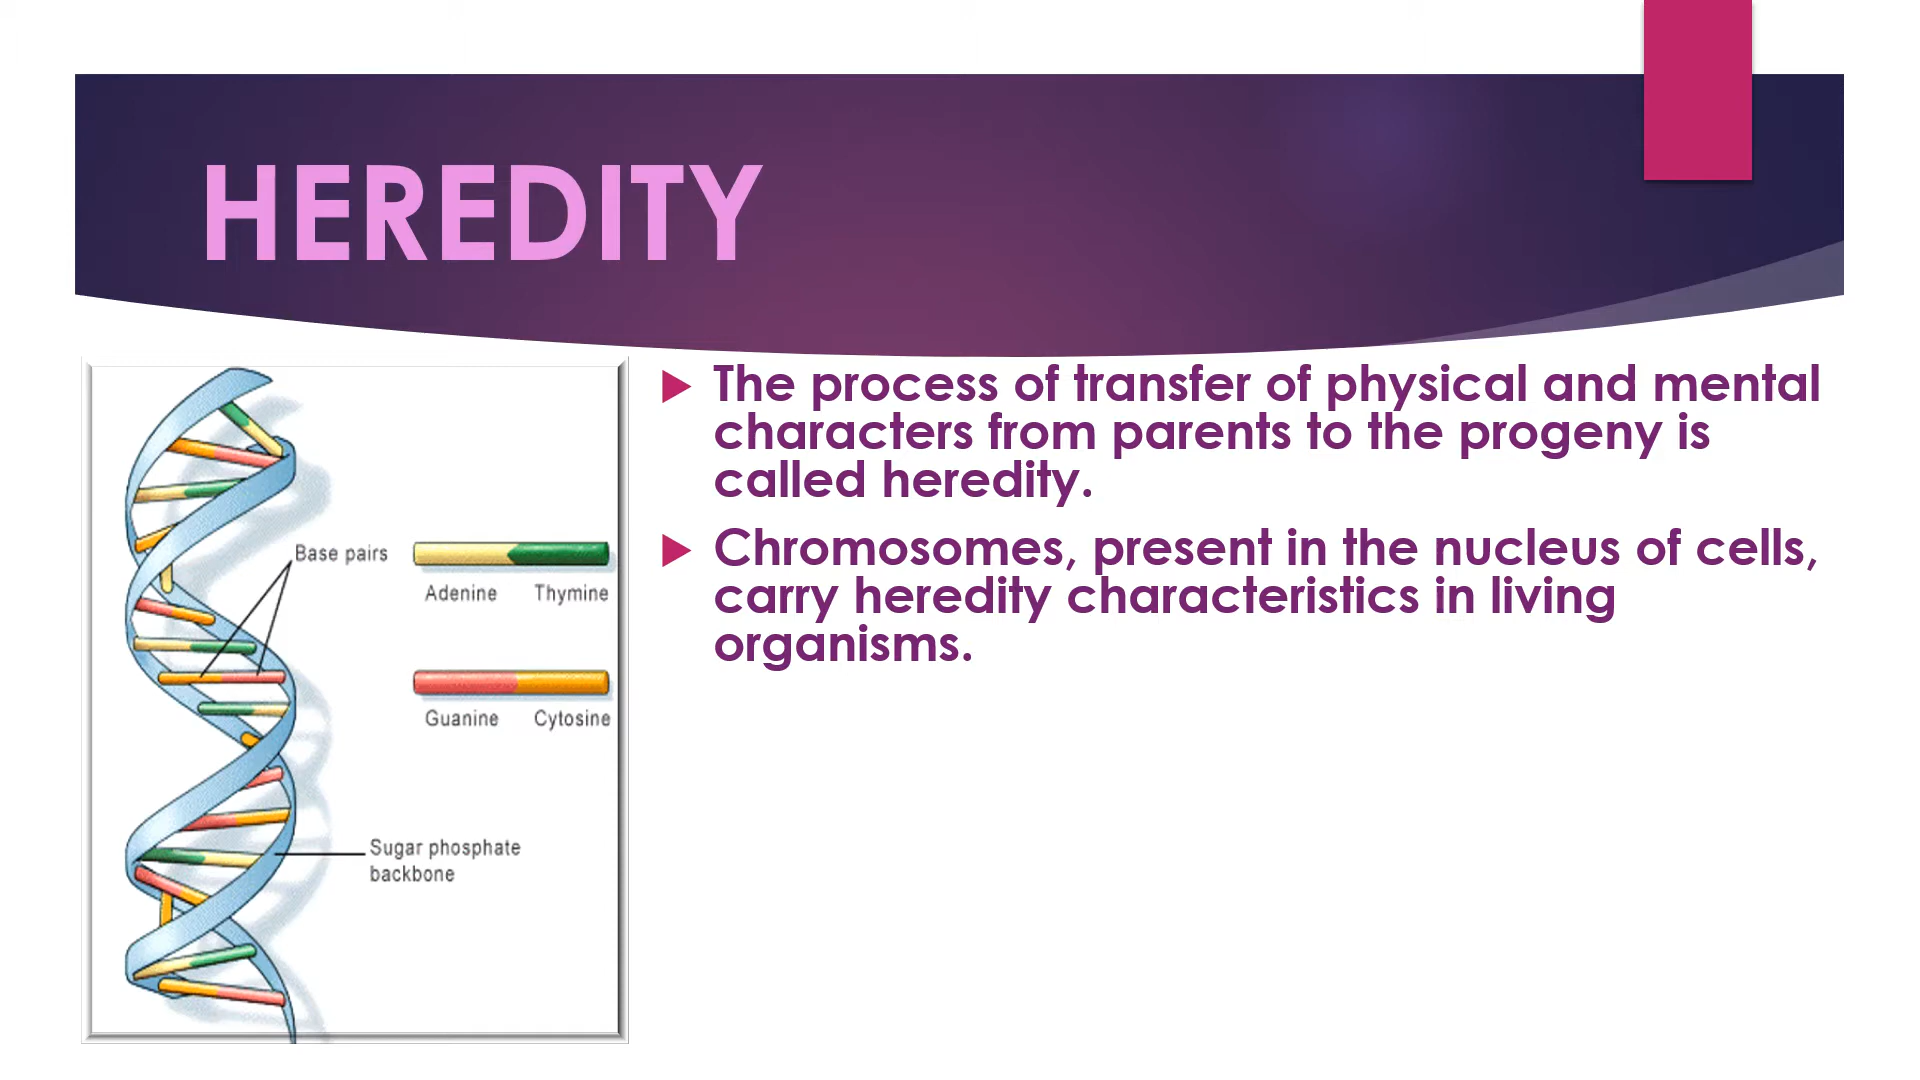 HEREDITY
The process of transfer of physical and mental
characters from parents to the progeny is
called heredity.
Chromosomes, present in the nucleus of cells,
carry heredity characteristics in living
organisms.
Base pairs
Adenine Thymine
Guanine Cytosine
Sugar phosphate
backbone